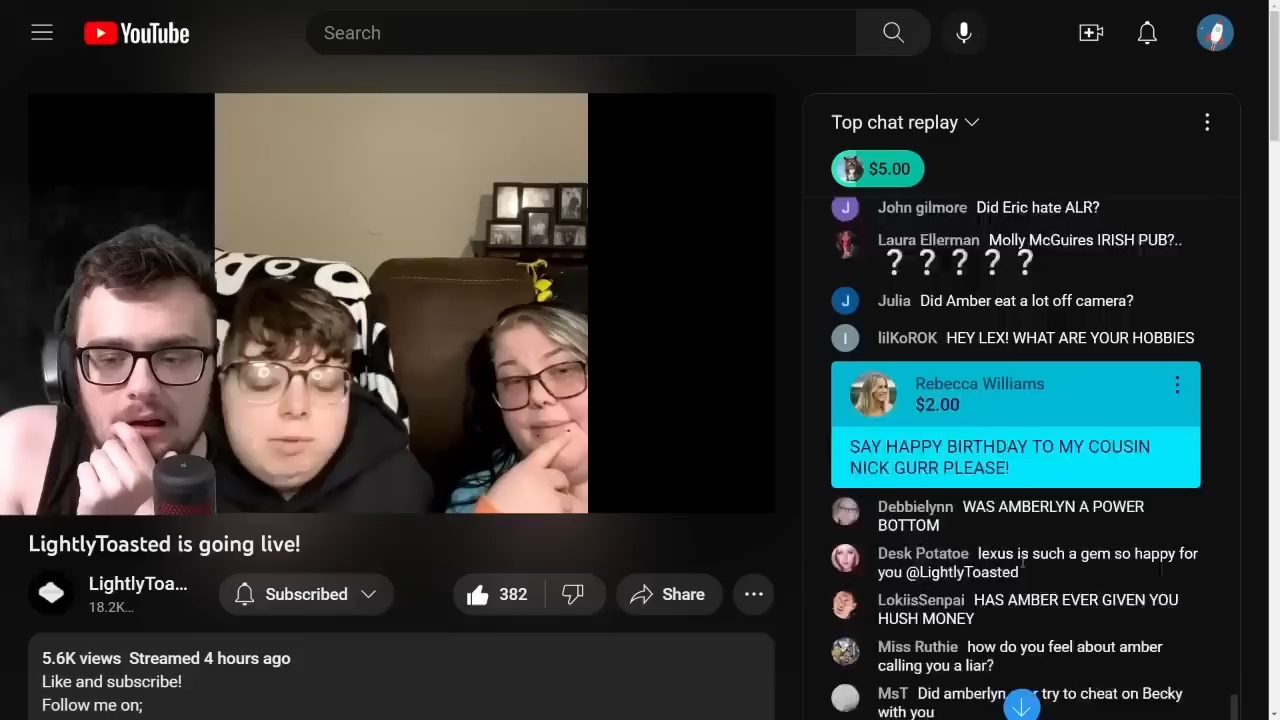 YouTube
Search
Top chat replay
$5.00
John gilmore Did Eric hate ALR?
Laura Ellerman Molly McGuires IRISH PUB?..
? ? ? ? ?
Julia Did Amber eat a lot off camera?
lilKoROK HEY LEX! WHAT ARE YOUR HOBBIES
Rebecca Williams
$2.00
SAY HAPPY BIRTHDAY TO MY COUSIN
NICK GURR PLEASE!
Debbielynn WAS AMBERLYN A POWER
BOTTOM
Desk Potatoe lexus is such a gem so happy for
you @LightlyToasted
LokiisSenpai HAS AMBER EVER GIVEN YOU
HUSH MONEY
Miss Ruthie how do you feel about amber
calling you a liar?
MsT Did amberlyn try to cheat on Becky
with you
LightlyToasted is going live!
LightlyToa...
18.2K...
Subscribed
382
Share
5.6K views Streamed 4 hours ago
Like and subscribe!
Follow me on;